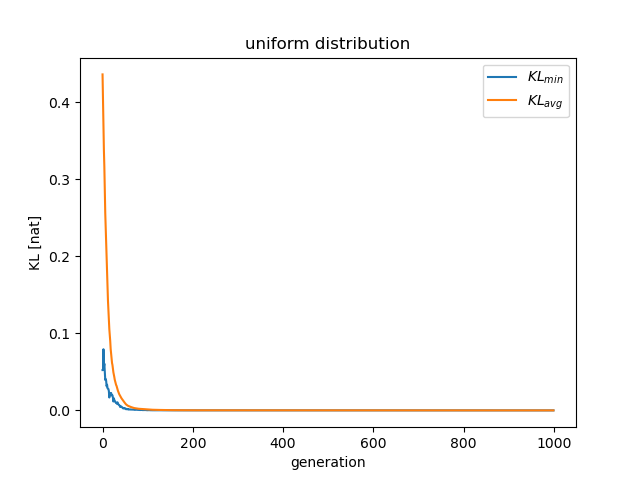 uniform distribution
KL_min
KL_avg
0.4
0.3
0.2
0.1
0.0
KL [nat]
0 200 400 600 800 1000
generation